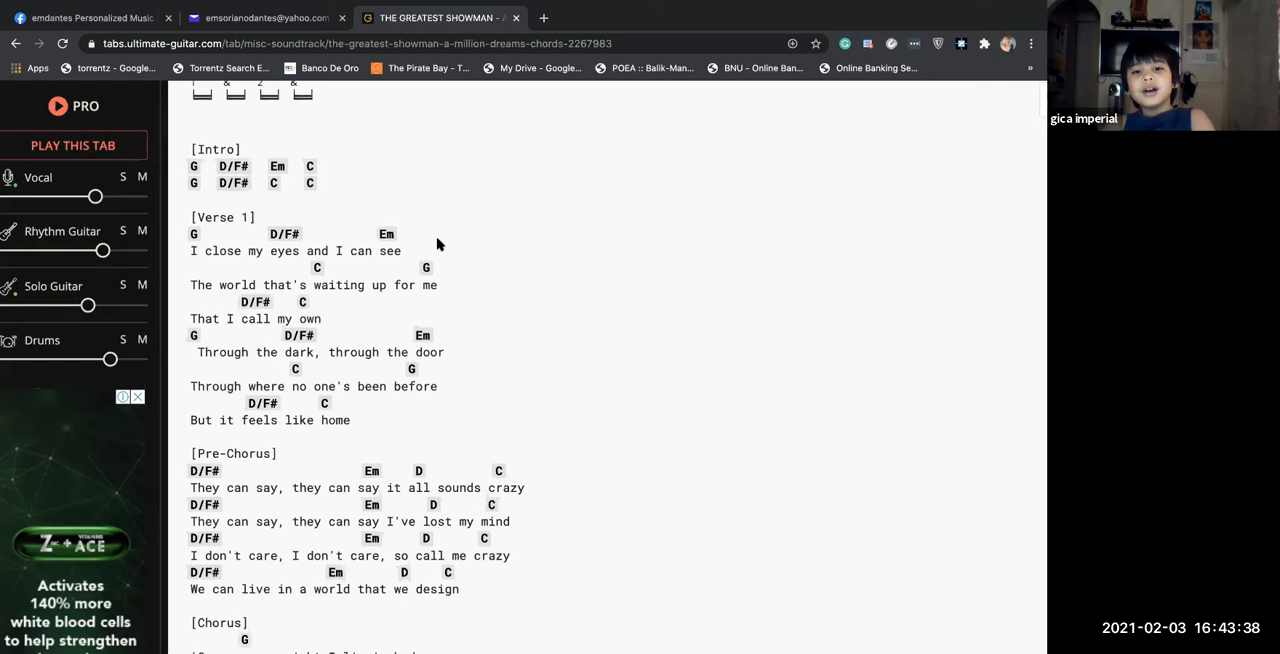 emdantes Personalized Music
emsorianodantes@yahoo.com
THE GREATEST SHOWMAN - A
tabs.ultimate-guitar.com/tab/misc-soundtrack/the-greatest-showman-a-million-dreams-chords-2267983
Apps
torrentz - Google...
Torrentz Search E...
Banco De Oro
The Pirate Bay - T...
My Drive - Google...
POEA :: Balik-Man...
BNU - Online Ban...
Online Banking Se...
»
gica imperial
PRO
PLAY THIS TAB
Vocal S M
Rhythm Guitar S M
Solo Guitar S M
Drums S M
Z INC + VITAMINS ACE
Activates
140% more
white blood cells
to help strengthen
1 & 2 &
[Intro]
G D/F# Em C
G D/F# C C
[Verse 1]
G D/F# Em
I close my eyes and I can see
C G
The world that's waiting up for me
D/F# C
That I call my own
G D/F# Em
Through the dark, through the door
C G
Through where no one's been before
D/F# C
But it feels like home
[Pre-Chorus]
D/F# Em D C
They can say, they can say it all sounds crazy
D/F# Em D C
They can say, they can say I've lost my mind
D/F# Em D C
I don't care, I don't care, so call me crazy
D/F# Em D C
We can live in a world that we design
[Chorus]
G
2021-02-03 16:43:38